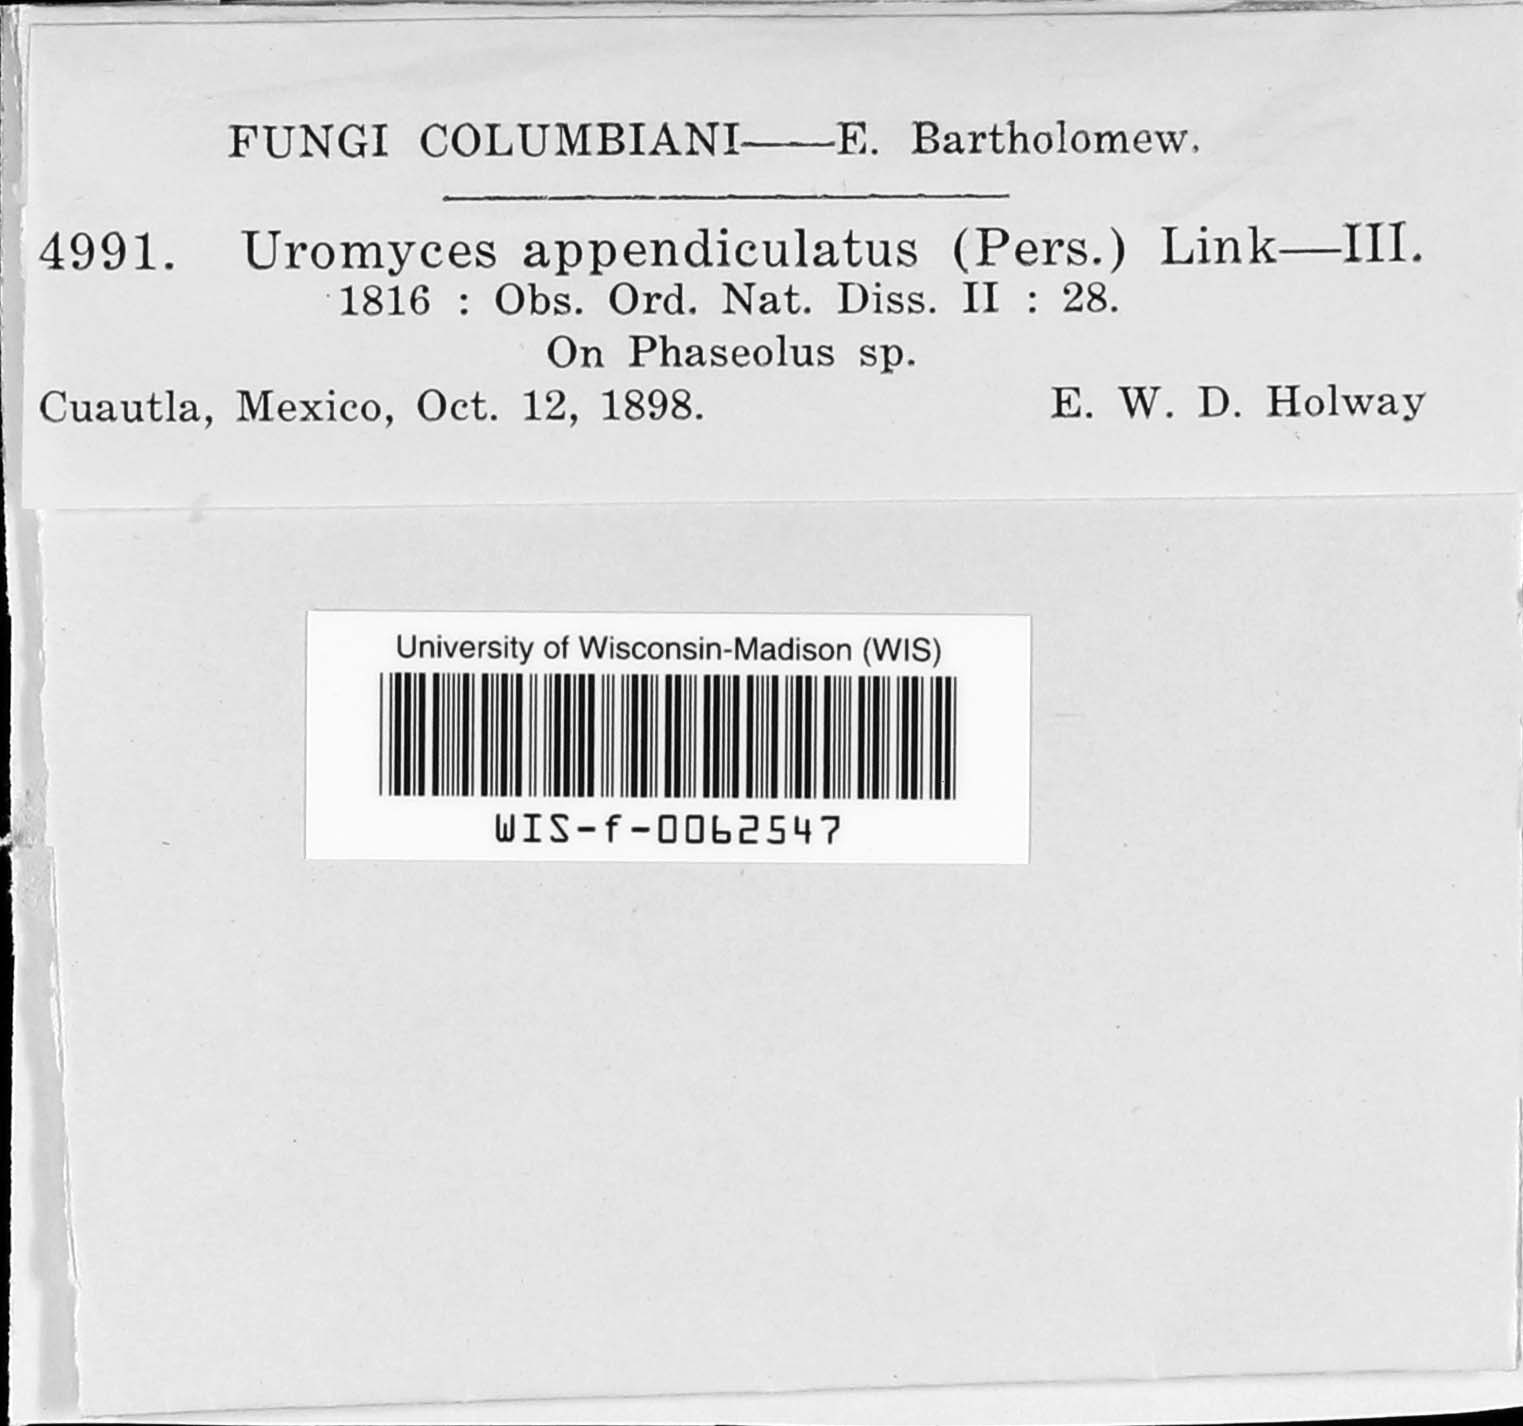 FUNGI COLUMBIANI——E. Bartholomew.
4991. Uromyces appendiculatus (Pers.) Link—III.
1816 : Obs. Ord. Nat. Diss. II : 28.
On Phaseolus sp.
Cuautla, Mexico, Oct. 12, 1898. E. W. D. Holway
University of Wisconsin-Madison (WIS)
WIS-f-0062547